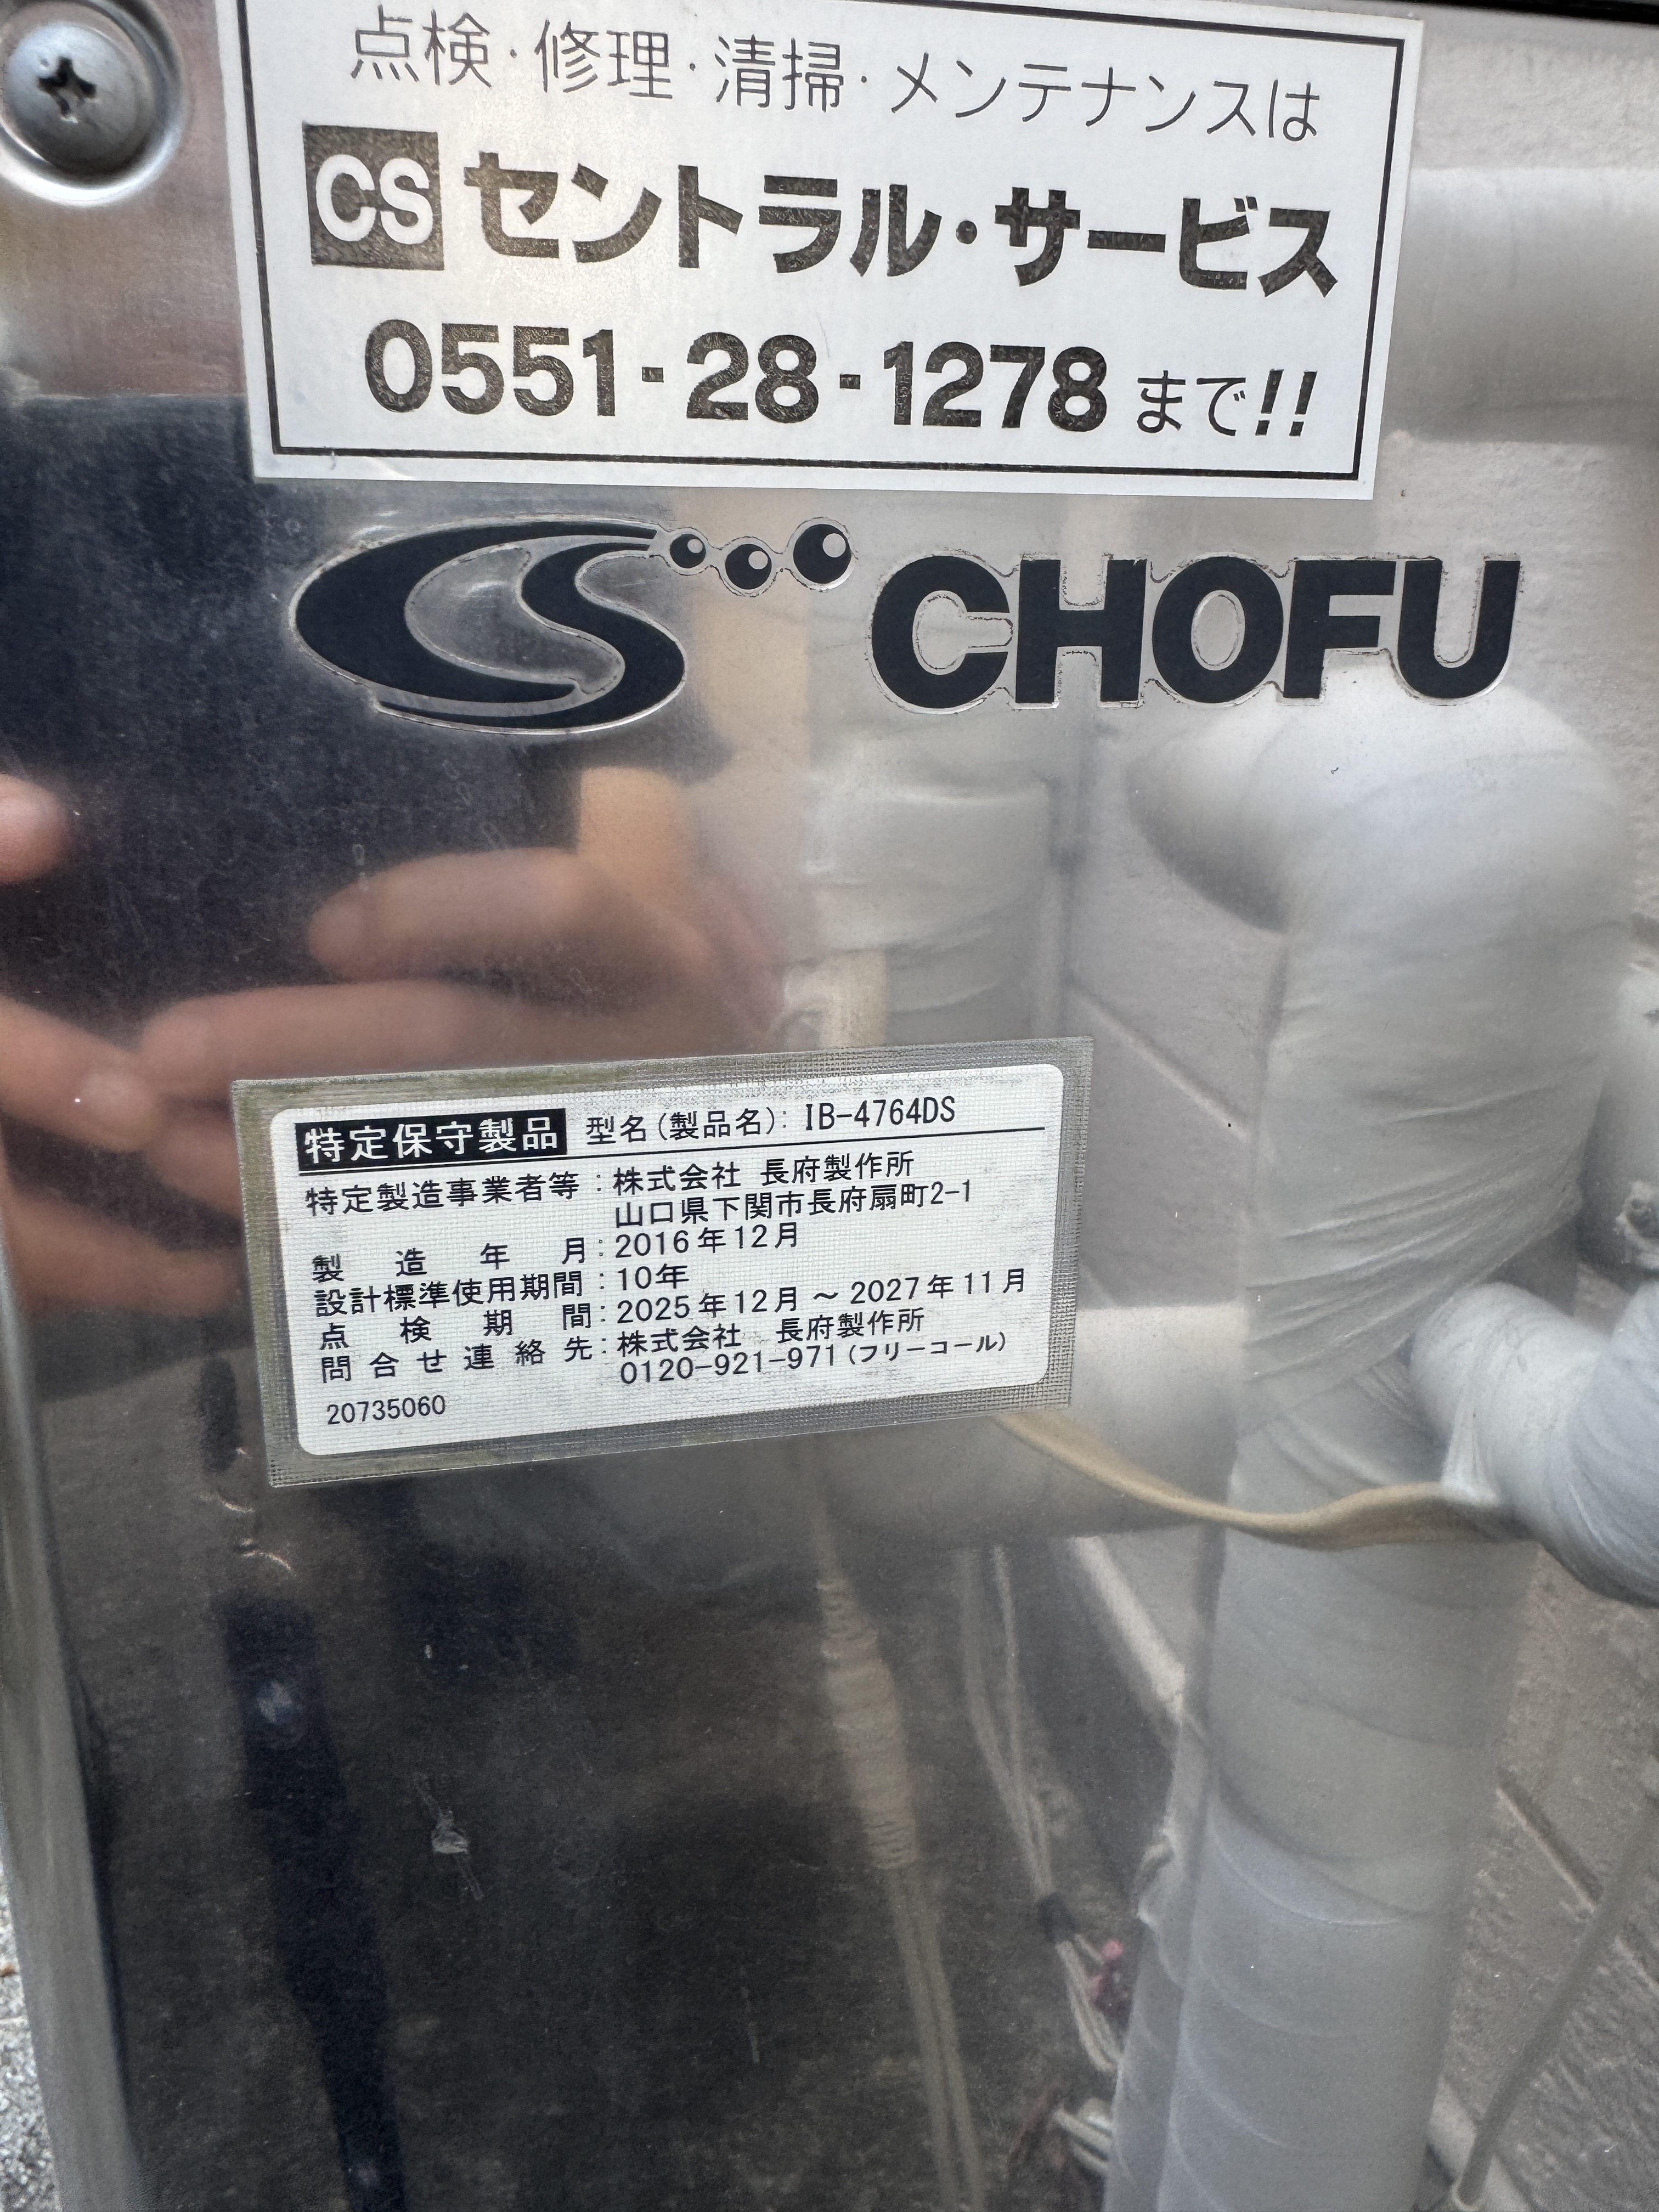 点検・修理・清掃・メンテナンスは
CS セントラル・サービス
0551-28-1278 まで!!
CHOFU
特定保守製品 型名(製品名): IB-4764DS
特定製造事業者等:株式会社 長府製作所
山口県下関市長府扇町2-1
製造年月:2016年12月
設計標準使用期間:10年
点検期間:2025年12月 ～ 2027年11月
問合せ連絡先:株式会社 長府製作所
0120-921-971(フリーコール)
20735060